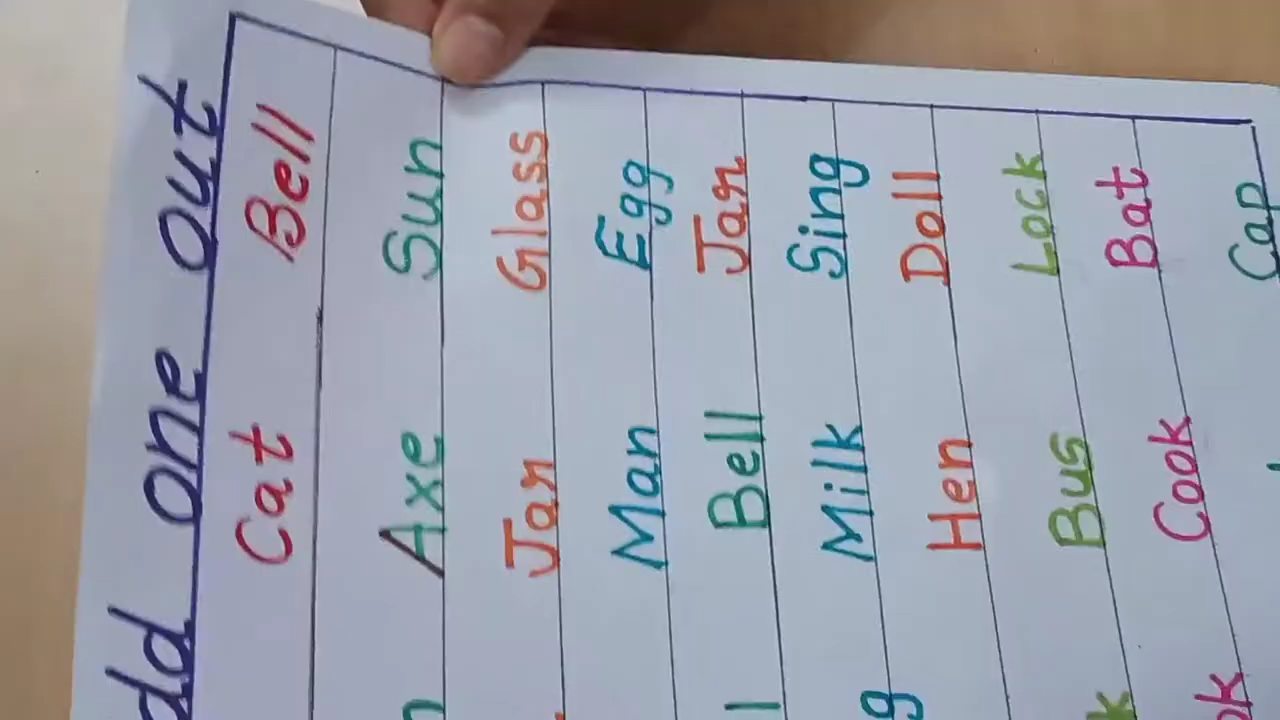 dd one out
Cat Bell
Axe Sun
Jar Glass
Man Egg
Bell Jar
Milk Sing
Hen Doll
Bus Lock
Cook Bat
Cap